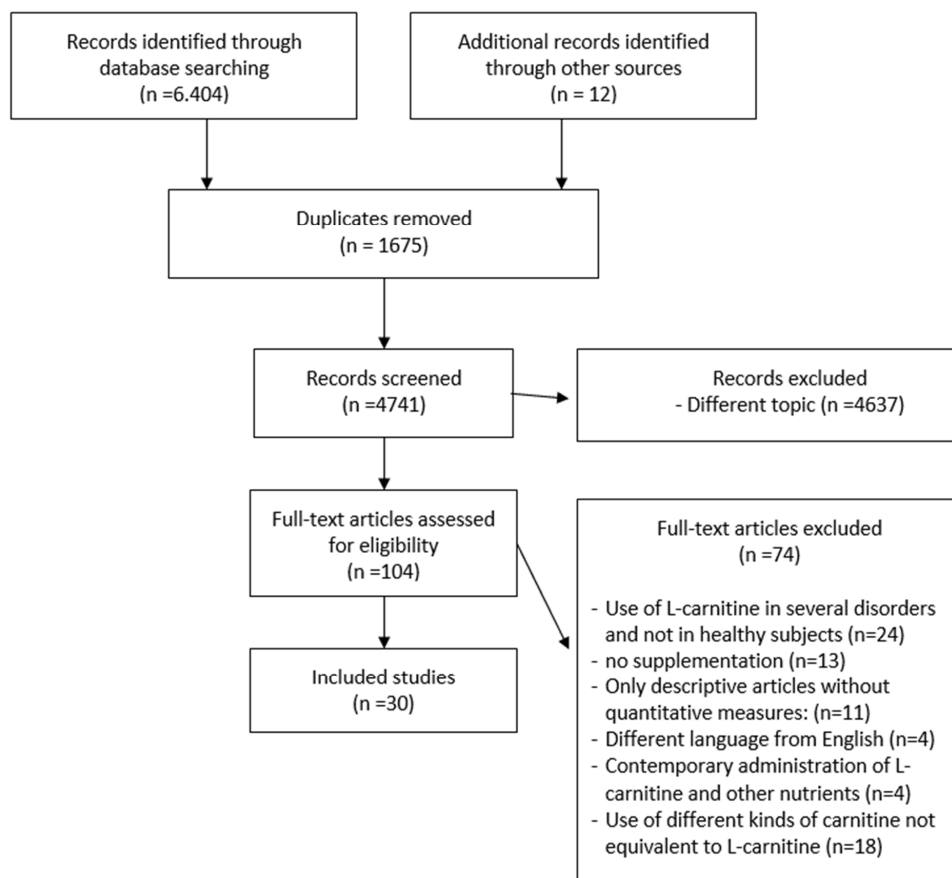 Records identified through
database searching
(n =6.404)
Additional records identified
through other sources
(n = 12)
Duplicates removed
(n = 1675)
Records screened
(n =4741)
Records excluded
- Different topic (n =4637)
Full-text articles assessed
for eligibility
(n =104)
Full-text articles excluded
(n =74)
- Use of L-carnitine in several disorders
and not in healthy subjects (n=24)
- no supplementation (n=13)
- Only descriptive articles without
quantitative measures: (n=11)
- Different language from English (n=4)
- Contemporary administration of L-
carnitine and other nutrients (n=4)
- Use of different kinds of carnitine not
equivalent to L-carnitine (n=18)
Included studies
(n =30)